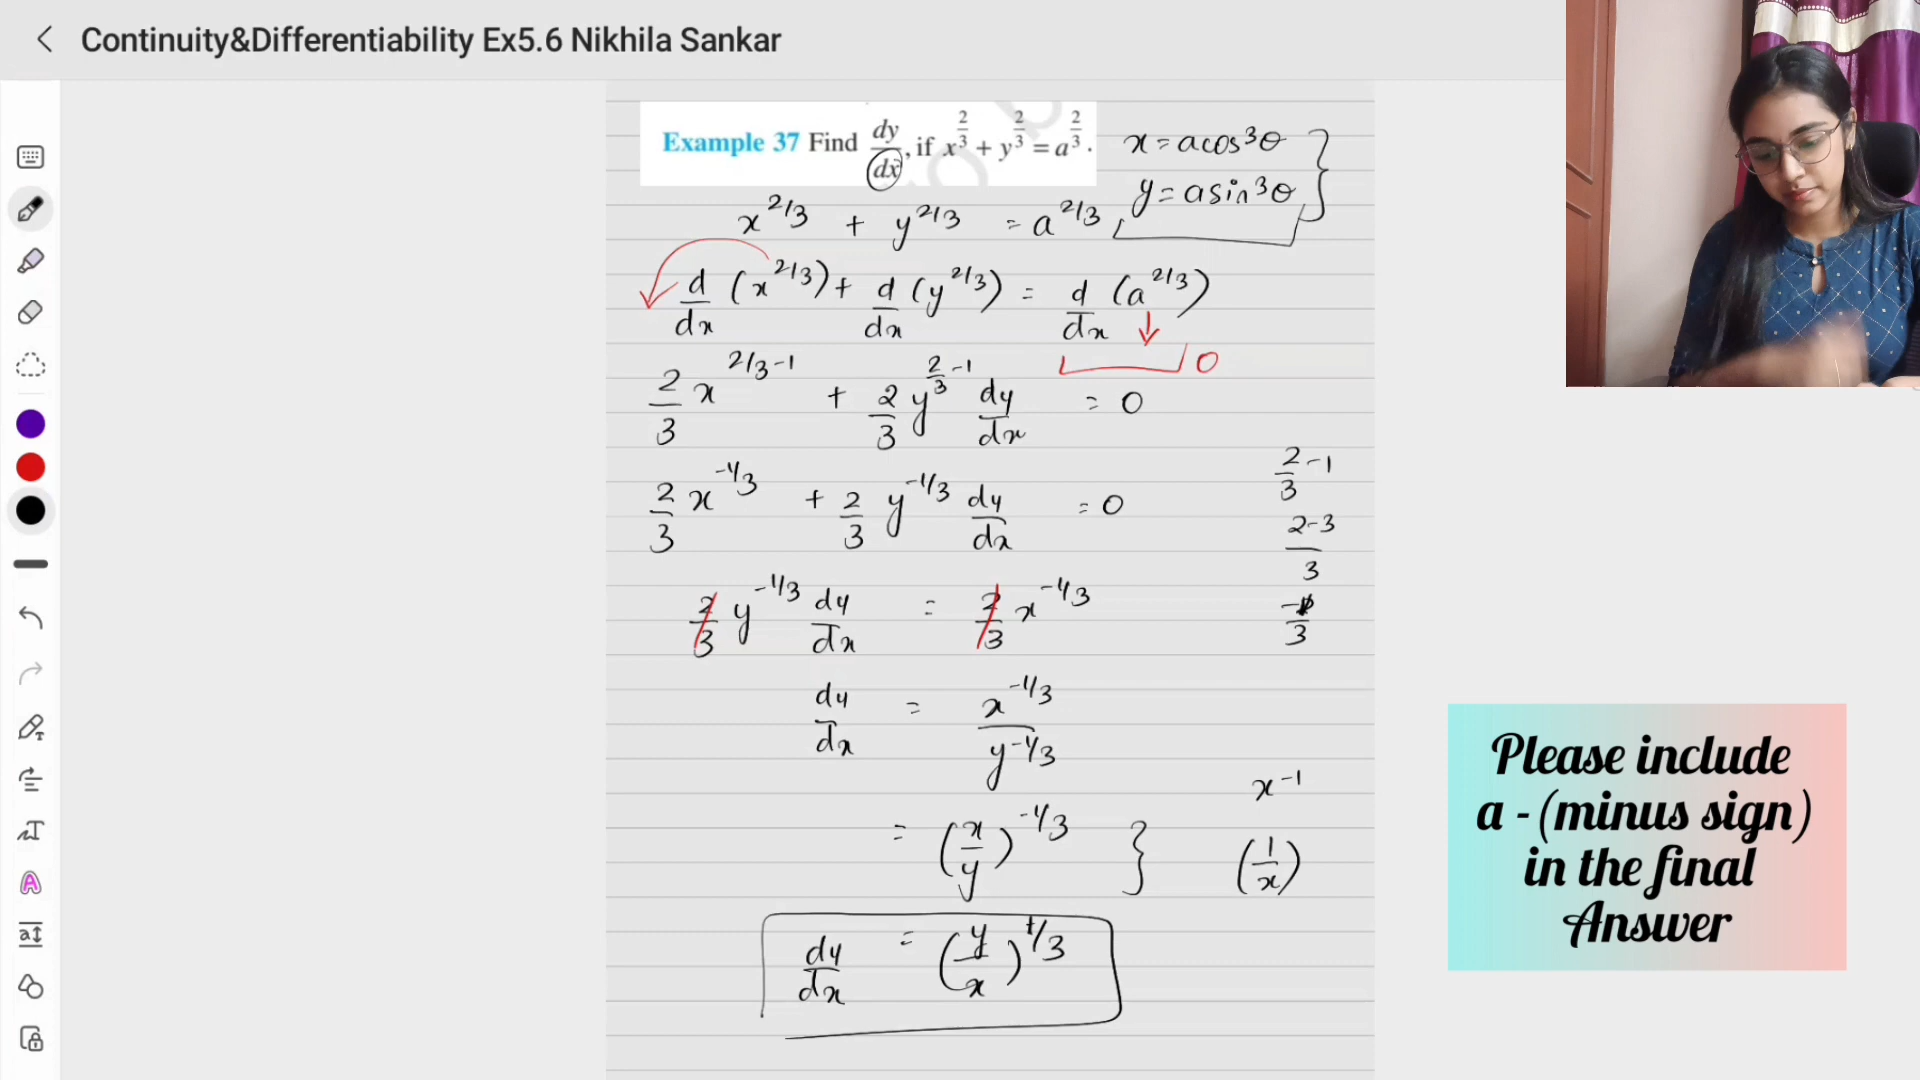 Continuity&Differentiability Ex5.6 Nikhila Sankar
Example 37 Find dy/dx, if x^2/3 + y^2/3 = a^2/3.
x = acos^3θ
y = asin^3θ
x^2/3 + y^2/3 = a^2/3
d/dx (x^2/3) + d/dx (y^2/3) = d/dx (a^2/3)
0
2/3 x^2/3-1 + 2/3 y^2/3-1 dy/dx = 0
2/3 x^-1/3 + 2/3 y^-1/3 dy/dx = 0
2/3 - 1
2-3/3
-1/3
2/3 y^-1/3 dy/dx = 2/3 x^-1/3
dy/dx = x^-1/3 / y^-1/3
= (x/y)^-1/3 }
x^-1
(1/x)
dy/dx = (y/x)^1/3
Please include
a - (minus sign)
in the final
Answer